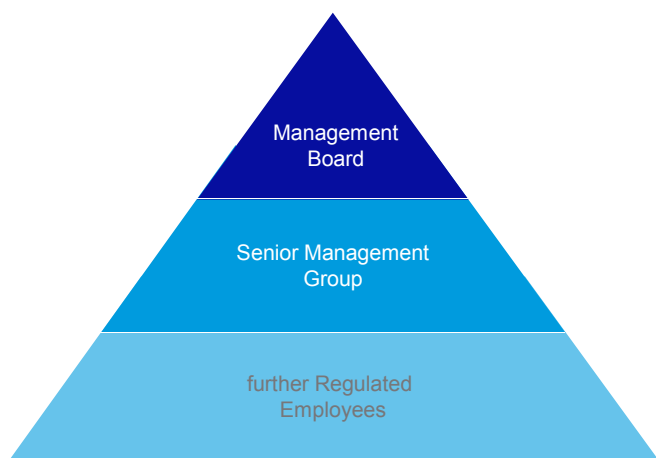 Management
Board
Senior Management
Group
further Regulated
Employees